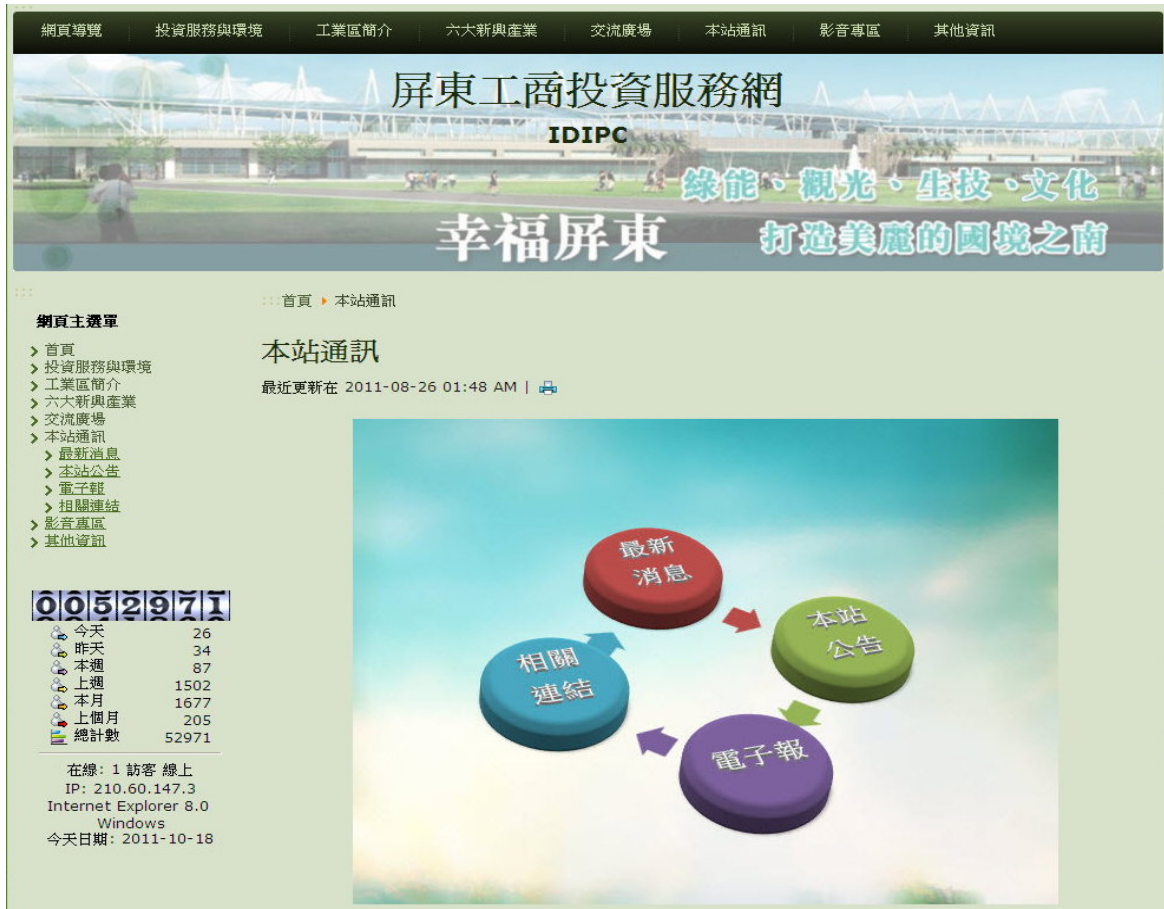 網頁導覽 投資服務與環境 工業區簡介 六大新興產業 交流廣場 本站通訊 影音專區 其他資訊
屏東工商投資服務網
IDIPC
綠能、觀光、生技、文化
幸福屏東 打造美麗的國境之南
:::
網頁主選單
首頁
投資服務與環境
工業區簡介
六大新興產業
交流廣場
本站通訊
最新消息
本站公告
電子報
相關連結
影音專區
其他資訊
0052971
今天 26
昨天 34
本週 87
上週 1502
本月 1677
上個月 205
總計數 52971
在線: 1 訪客 線上
IP: 210.60.147.3
Internet Explorer 8.0
Windows
今天日期: 2011-10-18
:::首頁 本站通訊
本站通訊
最近更新在 2011-08-26 01:48 AM |
最新
消息
本站
公告
電子報
相關
連結